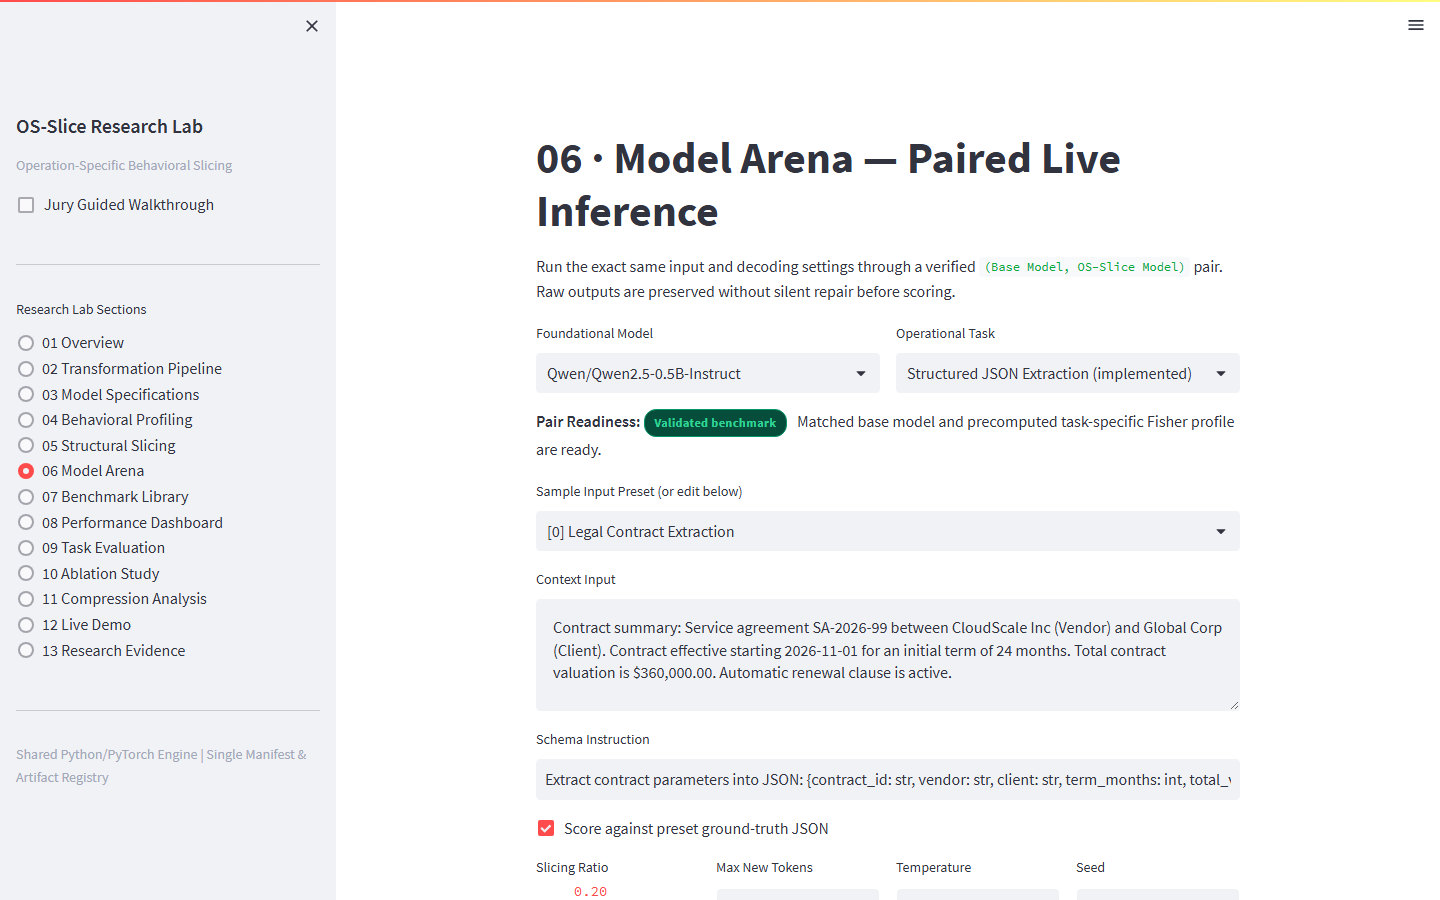 OS-Slice Research Lab
Operation-Specific Behavioral Slicing
Jury Guided Walkthrough
Research Lab Sections
01 Overview
02 Transformation Pipeline
03 Model Specifications
04 Behavioral Profiling
05 Structural Slicing
06 Model Arena
07 Benchmark Library
08 Performance Dashboard
09 Task Evaluation
10 Ablation Study
11 Compression Analysis
12 Live Demo
13 Research Evidence
Shared Python/PyTorch Engine | Single Manifest &
Artifact Registry
06 · Model Arena — Paired Live
Inference
Run the exact same input and decoding settings through a verified (Base Model, OS-Slice Model) pair.
Raw outputs are preserved without silent repair before scoring.
Foundational Model
Operational Task
Qwen/Qwen2.5-0.5B-Instruct
Structured JSON Extraction (implemented)
Pair Readiness: Validated benchmark Matched base model and precomputed task-specific Fisher profile
are ready.
Sample Input Preset (or edit below)
[0] Legal Contract Extraction
Context Input
Contract summary: Service agreement SA-2026-99 between CloudScale Inc (Vendor) and Global Corp
(Client). Contract effective starting 2026-11-01 for an initial term of 24 months. Total contract
valuation is $360,000.00. Automatic renewal clause is active.
Schema Instruction
Extract contract parameters into JSON: {contract_id: str, vendor: str, client: str, term_months: int, total_
Score against preset ground-truth JSON
Slicing Ratio
Max New Tokens
Temperature
Seed
0.20